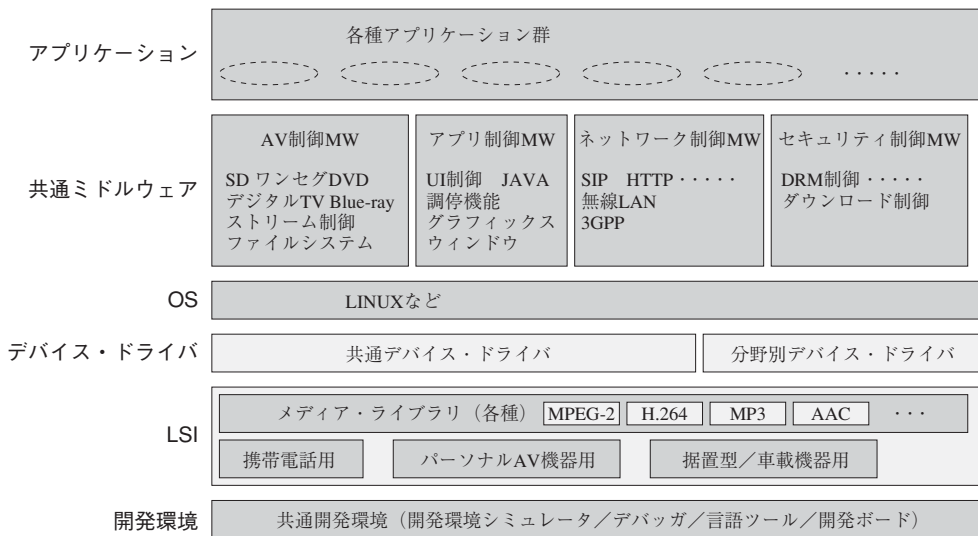 アプリケーション
各種アプリケーション群
・・・・・
共通ミドルウェア
AV制御MW
SD ワンセグDVD
デジタルTV Blue-ray
ストリーム制御
ファイルシステム
アプリ制御MW
UI制御 JAVA
調停機能
グラフィックス
ウィンドウ
ネットワーク制御MW
SIP HTTP・・・・・
無線LAN
3GPP
セキュリティ制御MW
DRM制御・・・・・
ダウンロード制御
OS
LINUXなど
デバイス・ドライバ
共通デバイス・ドライバ
分野別デバイス・ドライバ
LSI
メディア・ライブラリ（各種） MPEG-2 H.264 MP3 AAC ・・・
携帯電話用
パーソナルAV機器用
据置型／車載機器用
開発環境
共通開発環境（開発環境シミュレータ／デバッガ／言語ツール／開発ボード）